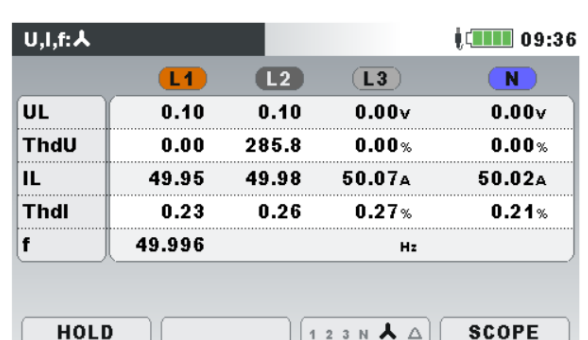 U,I,f:⅄ 09:36
L1 L2 L3 N
UL 0.10 0.10 0.00v 0.00v
ThdU 0.00 285.8 0.00% 0.00%
IL 49.95 49.98 50.07A 50.02A
ThdI 0.23 0.26 0.27% 0.21%
f 49.996 Hz
HOLD 1 2 3 N ⅄ △ SCOPE